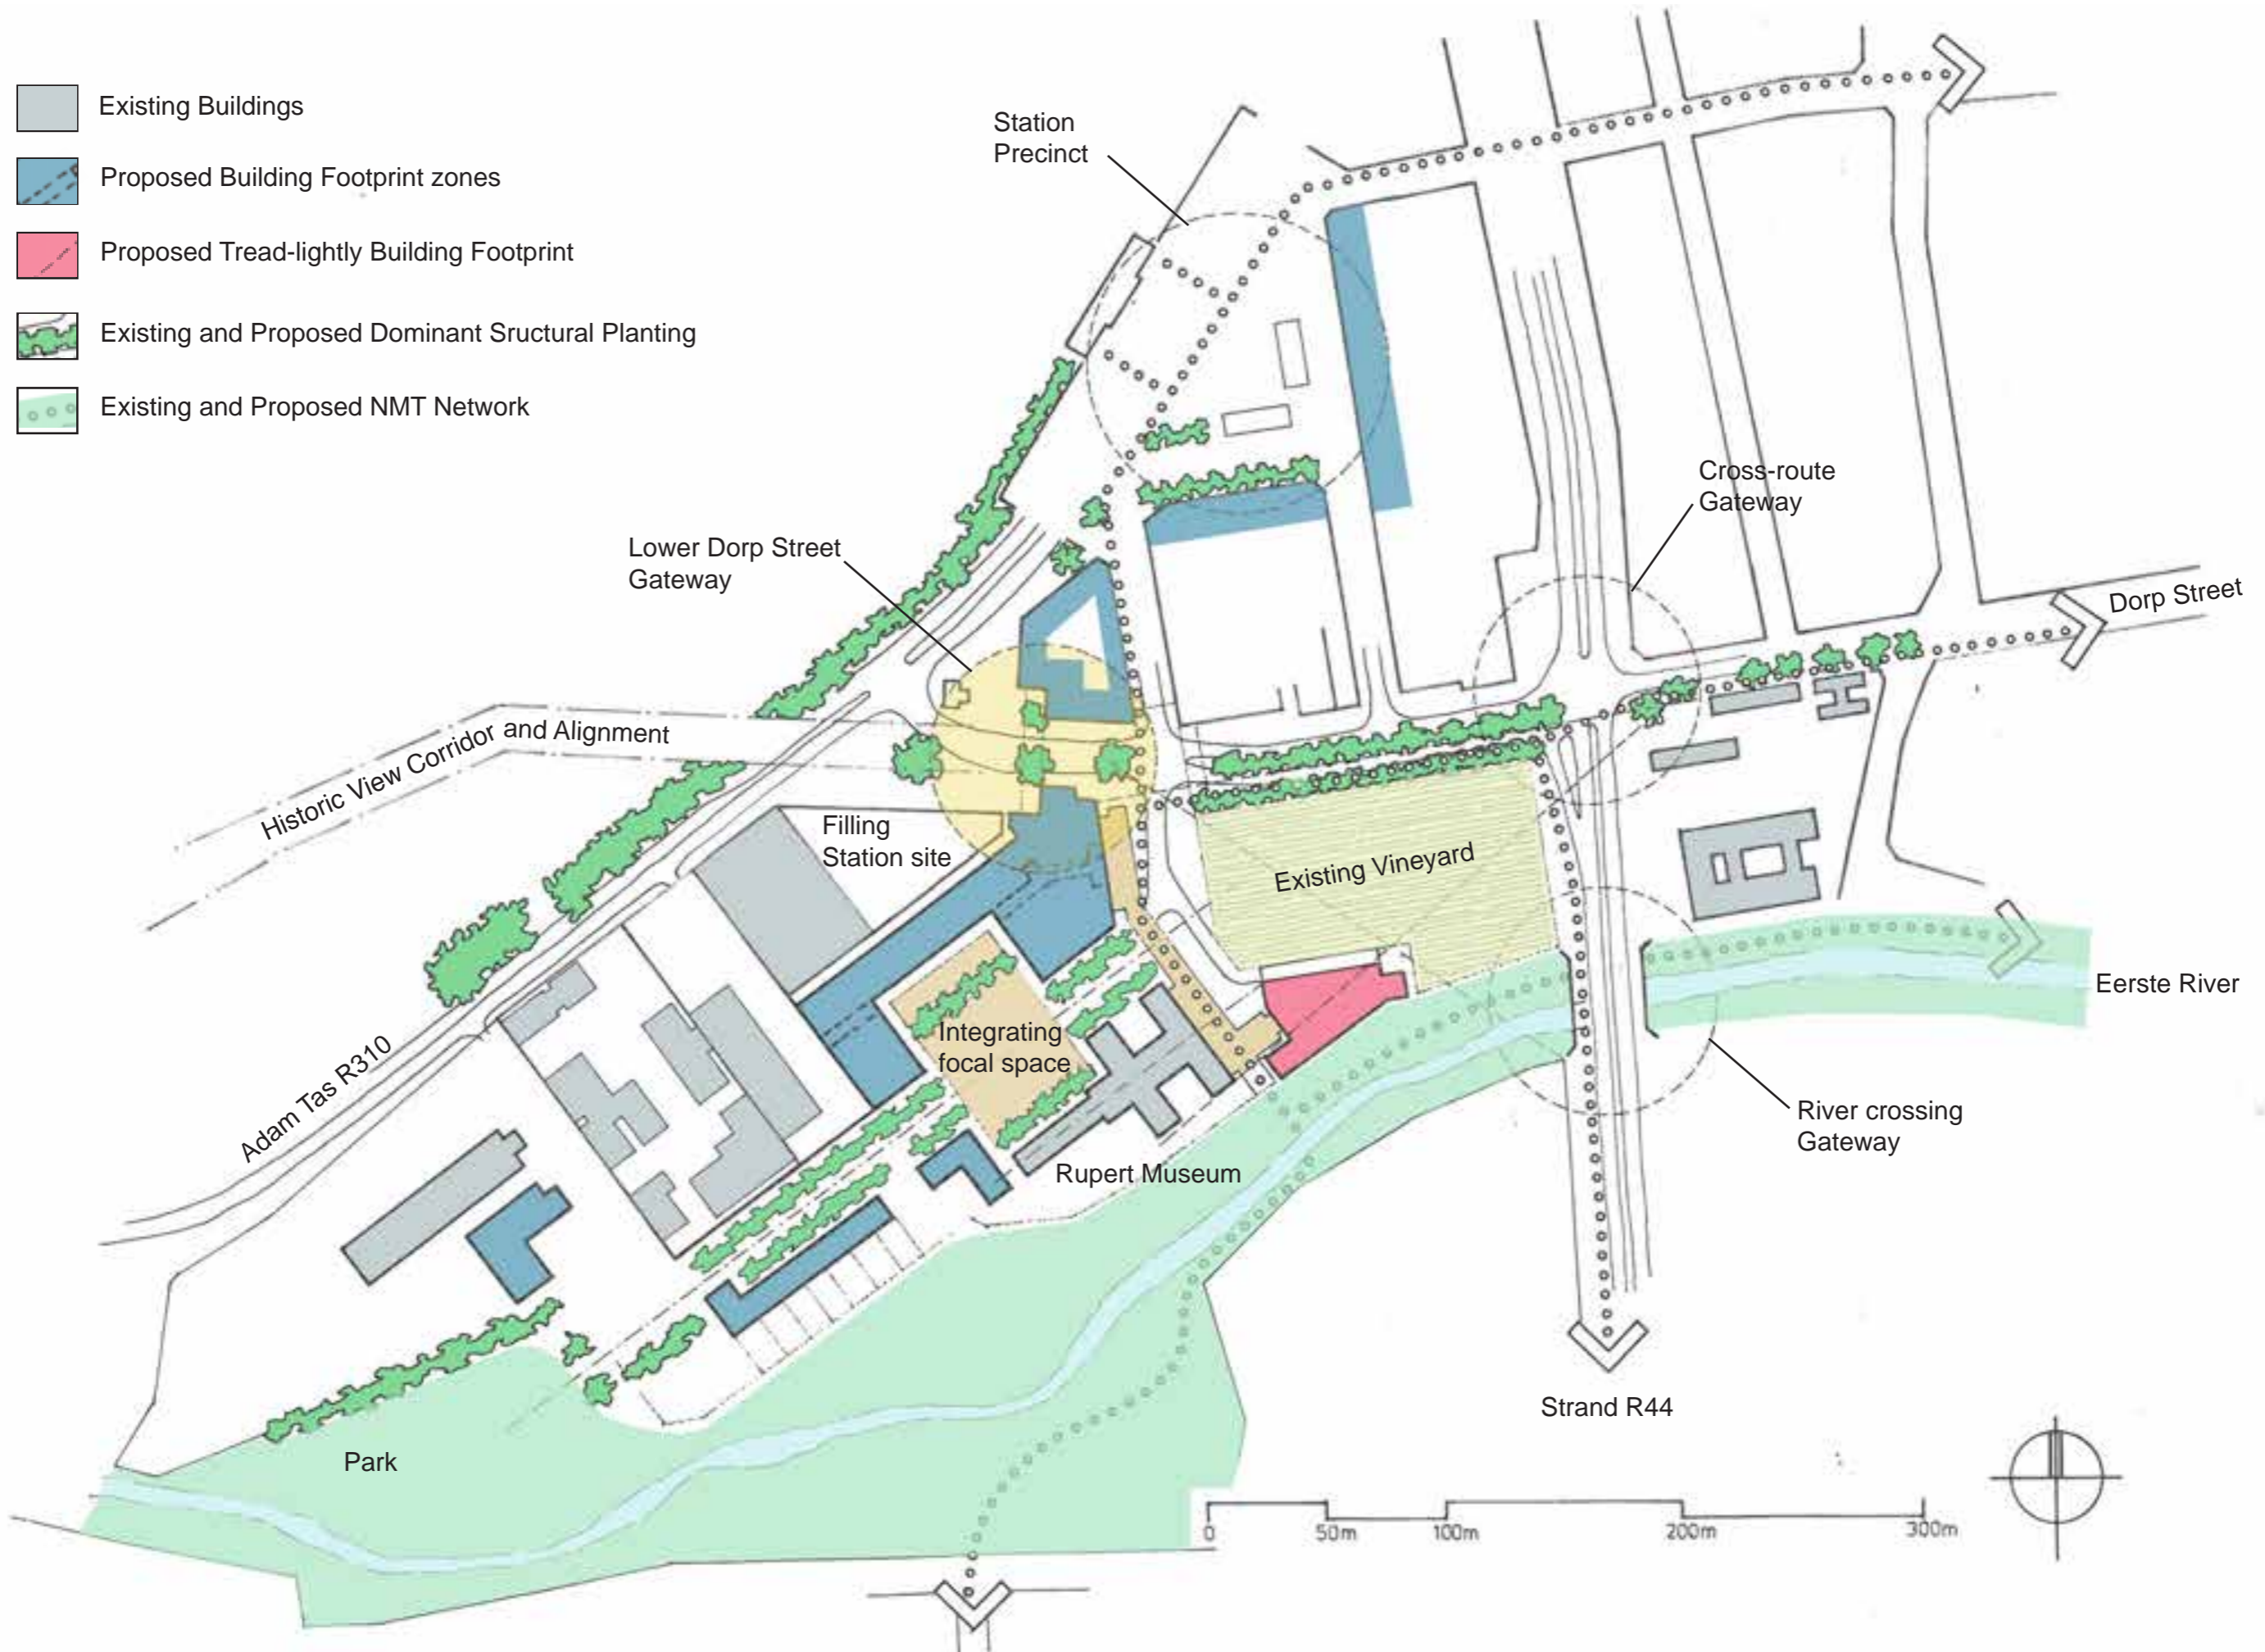 Existing Buildings
Proposed Building Footprint zones
Proposed Tread-lightly Building Footprint
Existing and Proposed Dominant Sructural Planting
Existing and Proposed NMT Network
Station
Precinct
Cross-route
Gateway
Lower Dorp Street
Gateway
Dorp Street
Historic View Corridor and Alignment
Filling
Station site
Existing Vineyard
Eerste River
Integrating
focal space
Adam Tas R310
River crossing
Gateway
Rupert Museum
Strand R44
Park
0
50m
100m
200m
300m